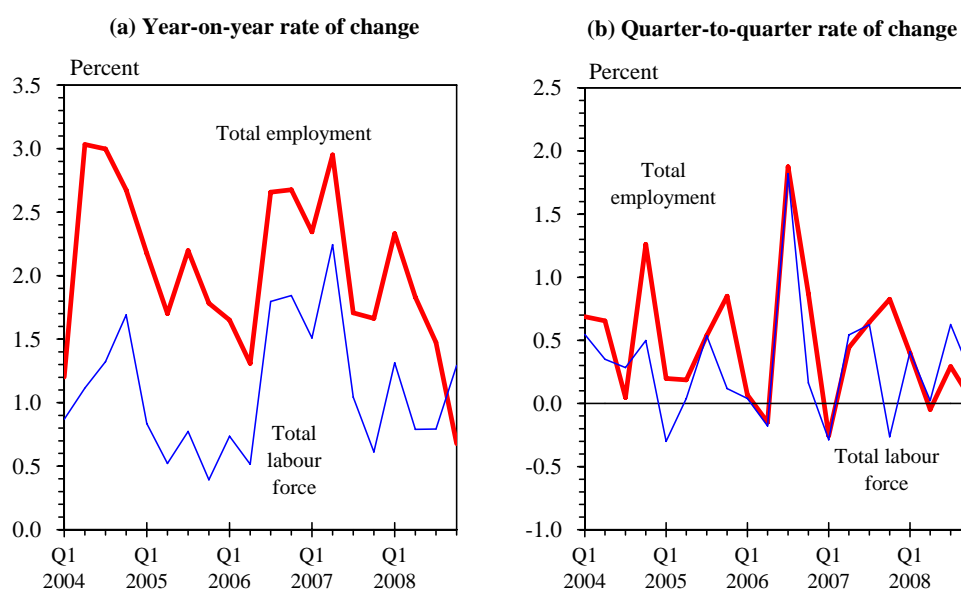 (a) Year-on-year rate of change
Percent
3.5
3.0
2.5
2.0
1.5
1.0
0.5
0.0
Total employment
Total
labour
force
Q1 Q1 Q1 Q1 Q1
2004 2005 2006 2007 2008
(b) Quarter-to-quarter rate of change
Percent
2.5
2.0
1.5
1.0
0.5
0.0
-0.5
-1.0
Total
employment
Total labour
force
Q1 Q1 Q1 Q1 Q1
2004 2005 2006 2007 2008